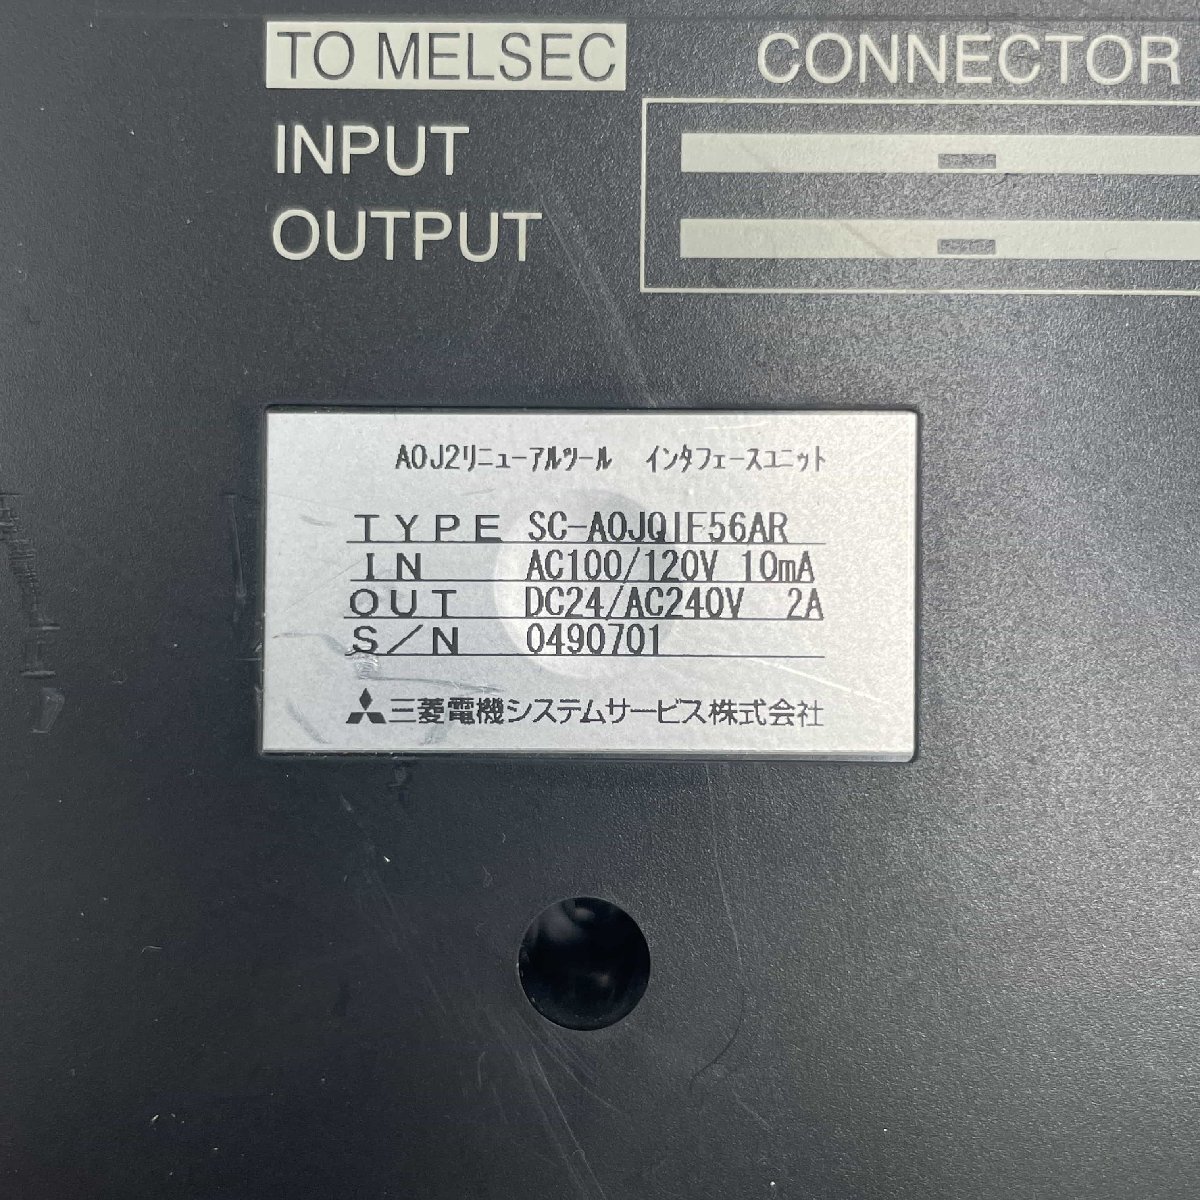 TO MELSEC CONNECTOR
INPUT
OUTPUT
A0J2リニューアルツール インタフェースユニット
TYPE SC-A0JQIF56AR
IN AC100/120V 10mA
OUT DC24/AC240V 2A
S/N 0490701
三菱電機システムサービス株式会社